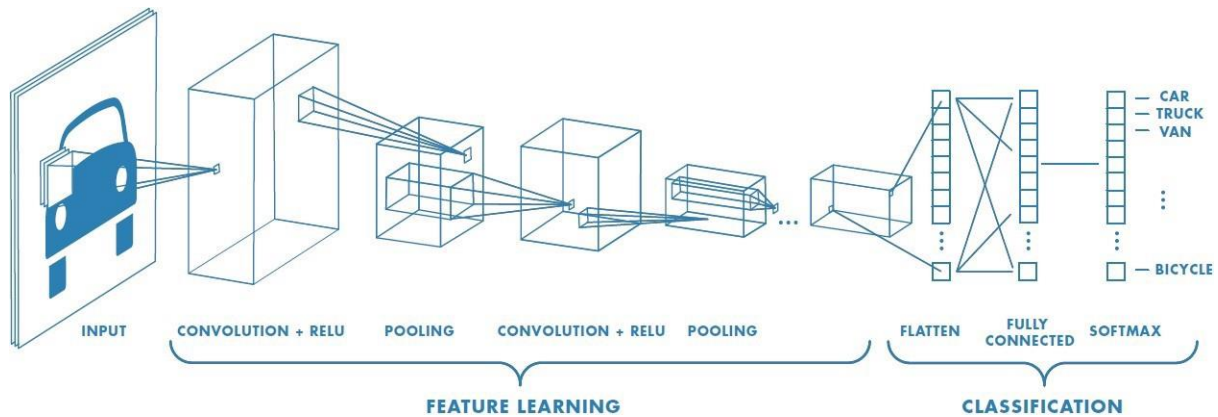 CAR
TRUCK
VAN
BICYCLE
INPUT
CONVOLUTION + RELU
POOLING
CONVOLUTION + RELU
POOLING
FLATTEN
FULLY
CONNECTED
SOFTMAX
FEATURE LEARNING
CLASSIFICATION